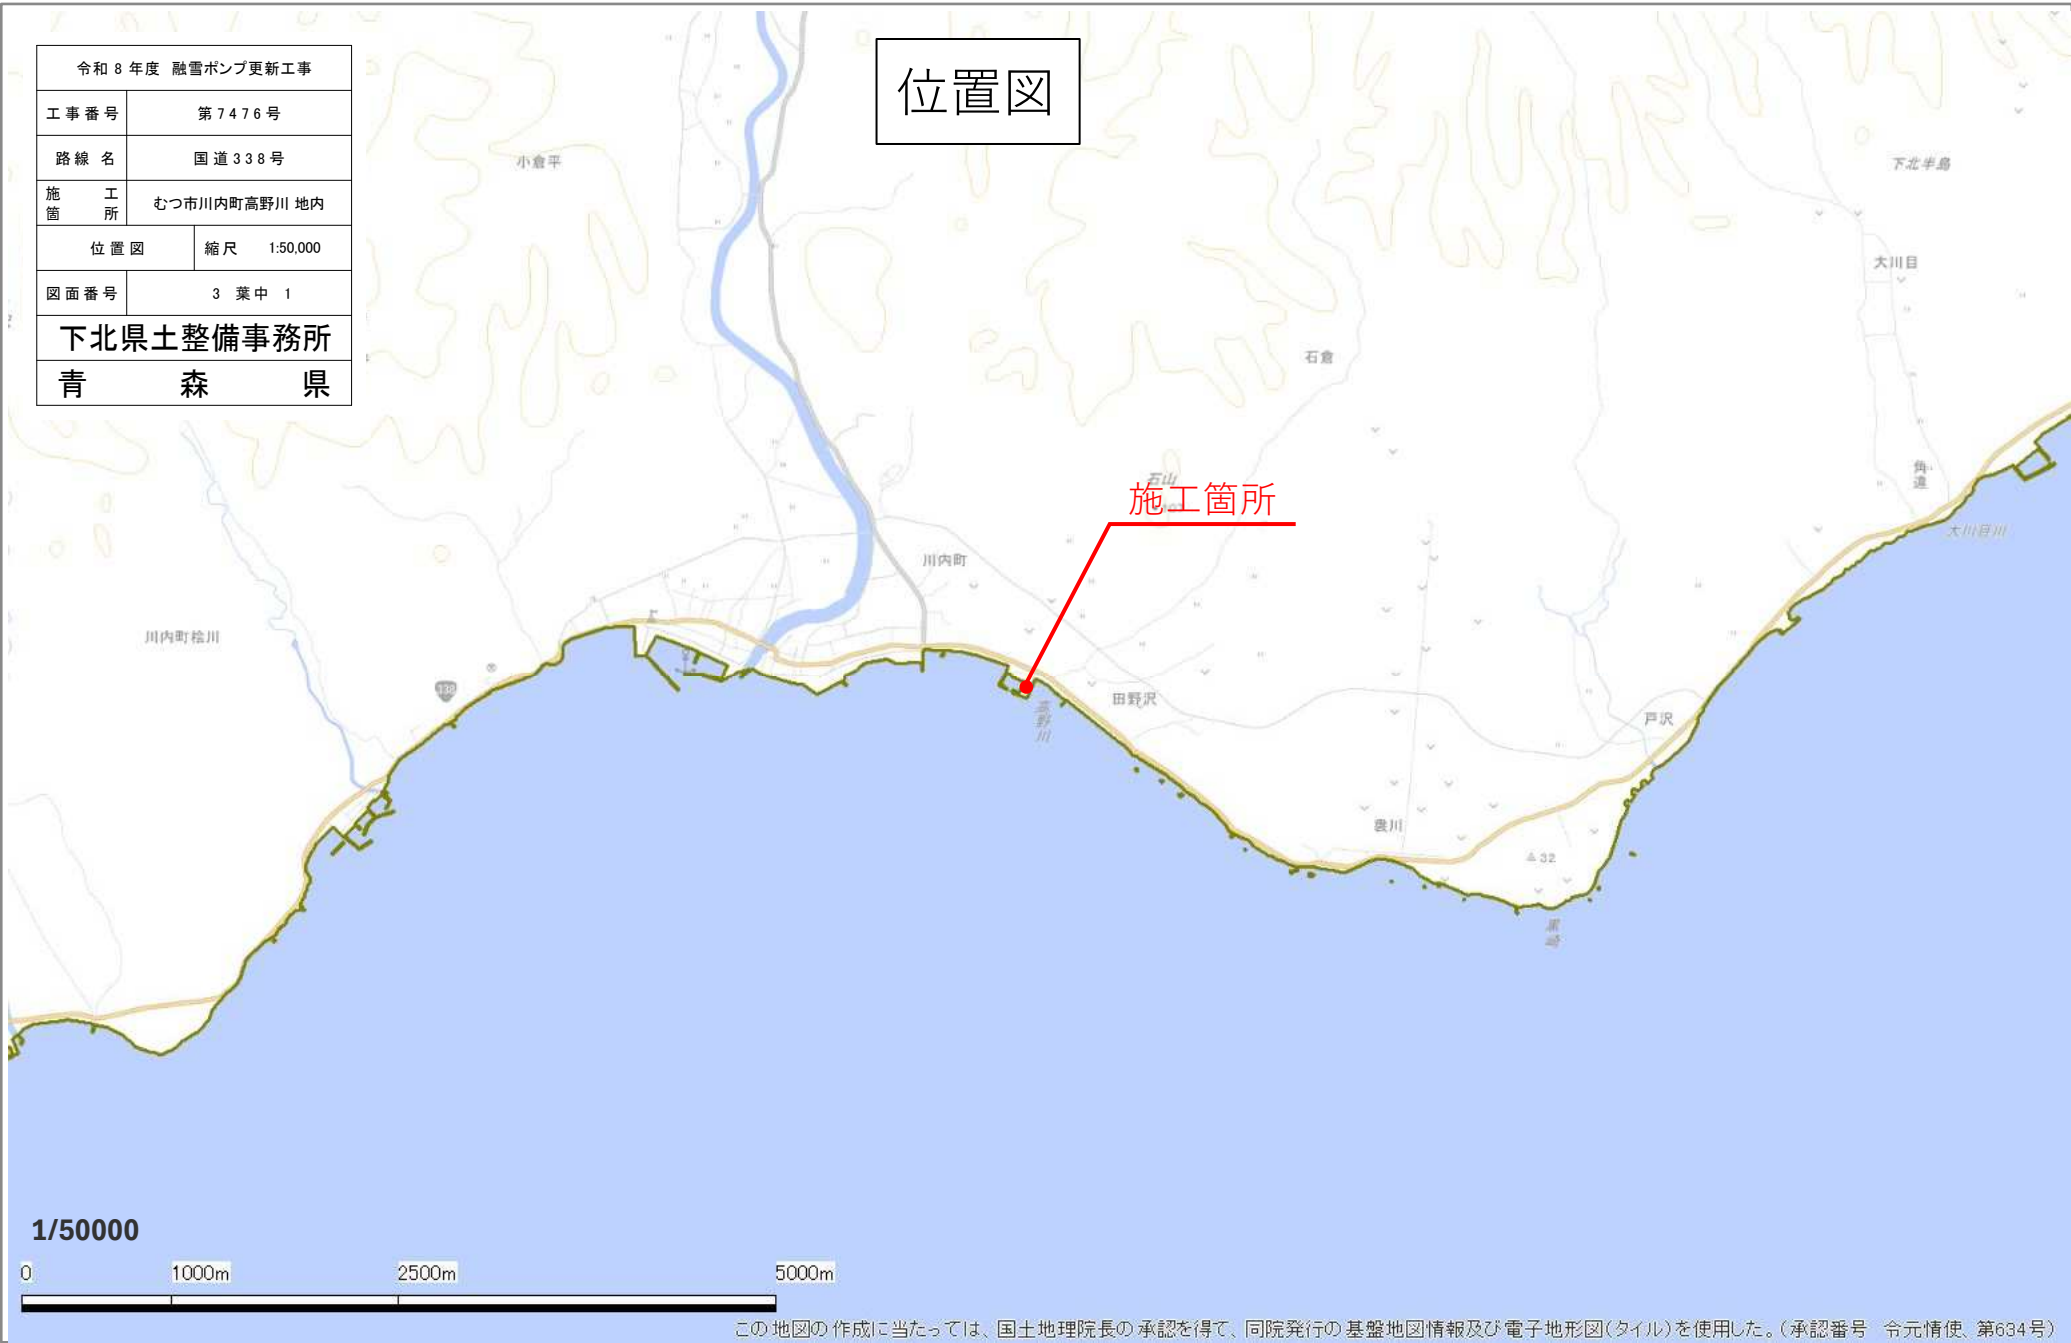 令和8年度 融雪ポンプ更新工事
工事番号 第7476号
路線名 国道338号
施工箇所 むつ市川内町高野川 地内
位置図 縮尺 1:50,000
図面番号 3 葉中 1
下北県土整備事務所
青森県
位置図
小倉平
下北半島
大川目
石倉
石山
施工箇所
角違
大川目川
川内町
川内町桧川
338
高野川
田野沢
戸沢
32
黒崎
1/50000
0 1000m 2500m 5000m
この地図の作成に当たっては、国土地理院長の承認を得て、同院発行の基盤地図情報及び電子地形図(タイル)を使用した。(承認番号 令元情使 第634号)